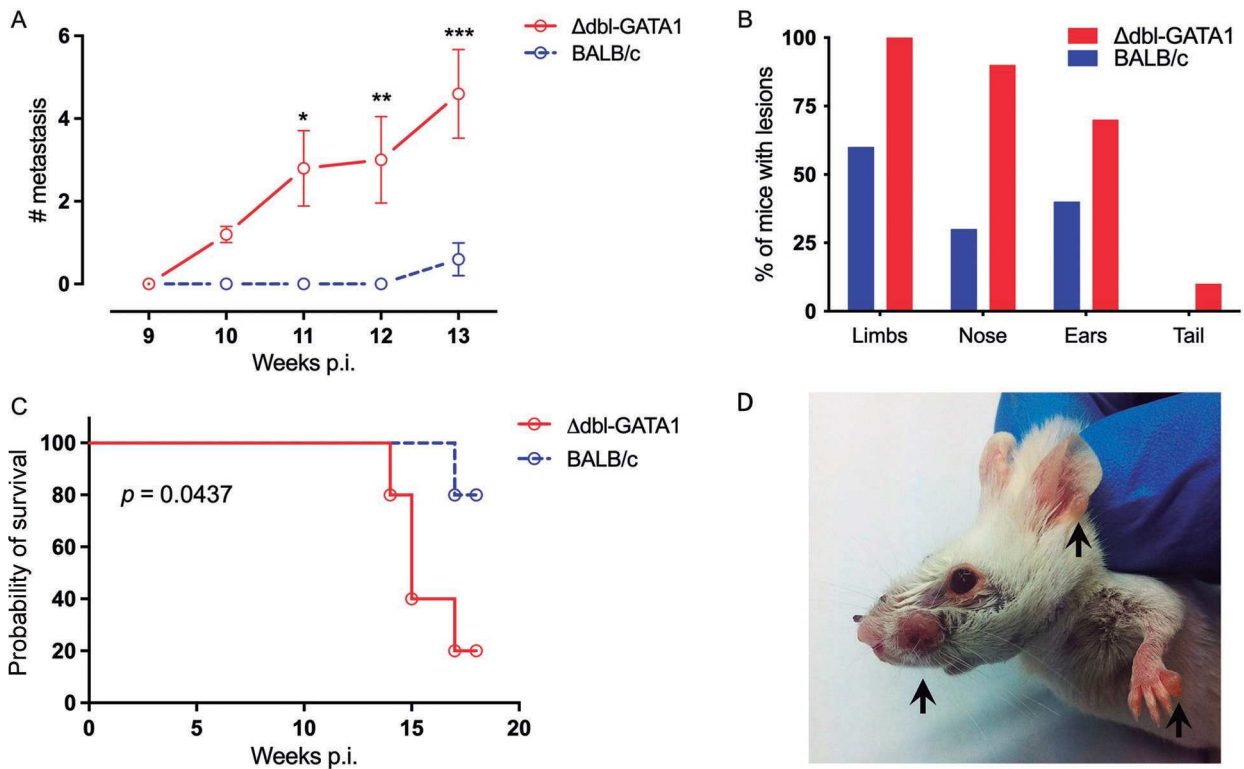 A
Δdbl-GATA1
BALB/c
# metastasis
6
4
2
0
*
**
***
9 10 11 12 13
Weeks p.i.
B
Δdbl-GATA1
BALB/c
% of mice with lesions
100
75
50
25
0
Limbs Nose Ears Tail
C
Δdbl-GATA1
BALB/c
Probability of survival
100
80
60
40
20
0
p = 0.0437
0 5 10 15 20
Weeks p.i.
D